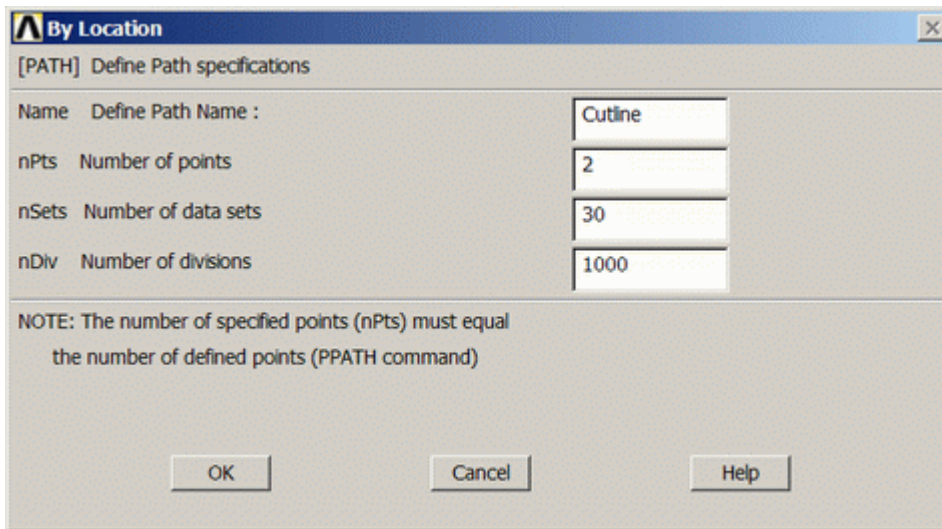 By Location
[PATH] Define Path specifications
Name Define Path Name : Cutline
nPts Number of points 2
nSets Number of data sets 30
nDiv Number of divisions 1000
NOTE: The number of specified points (nPts) must equal
the number of defined points (PPATH command)
OK Cancel Help